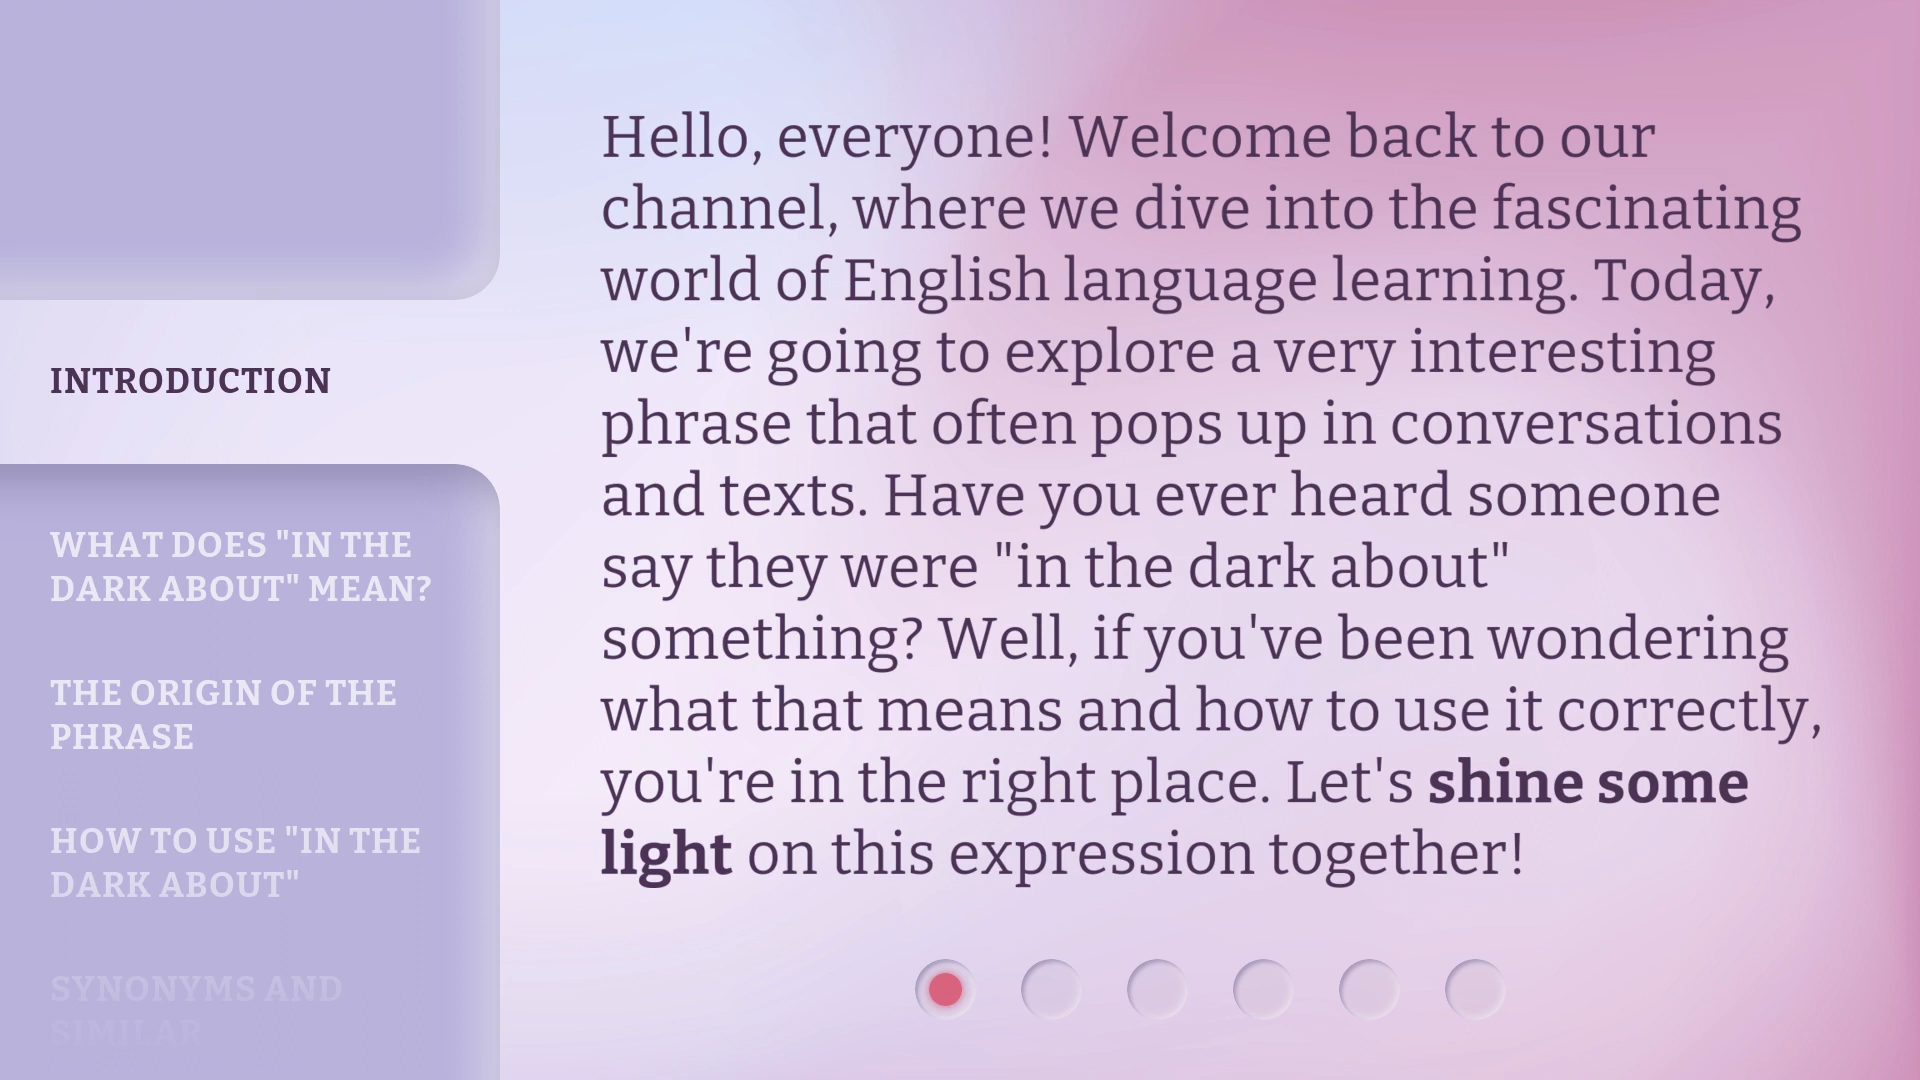 INTRODUCTION
WHAT DOES "IN THE
DARK ABOUT" MEAN?
THE ORIGIN OF THE
PHRASE
HOW TO USE "IN THE
DARK ABOUT"
SYNONYMS AND
SIMILAR
Hello, everyone! Welcome back to our
channel, where we dive into the fascinating
world of English language learning. Today,
we're going to explore a very interesting
phrase that often pops up in conversations
and texts. Have you ever heard someone
say they were "in the dark about"
something? Well, if you've been wondering
what that means and how to use it correctly,
you're in the right place. Let's shine some
light on this expression together!